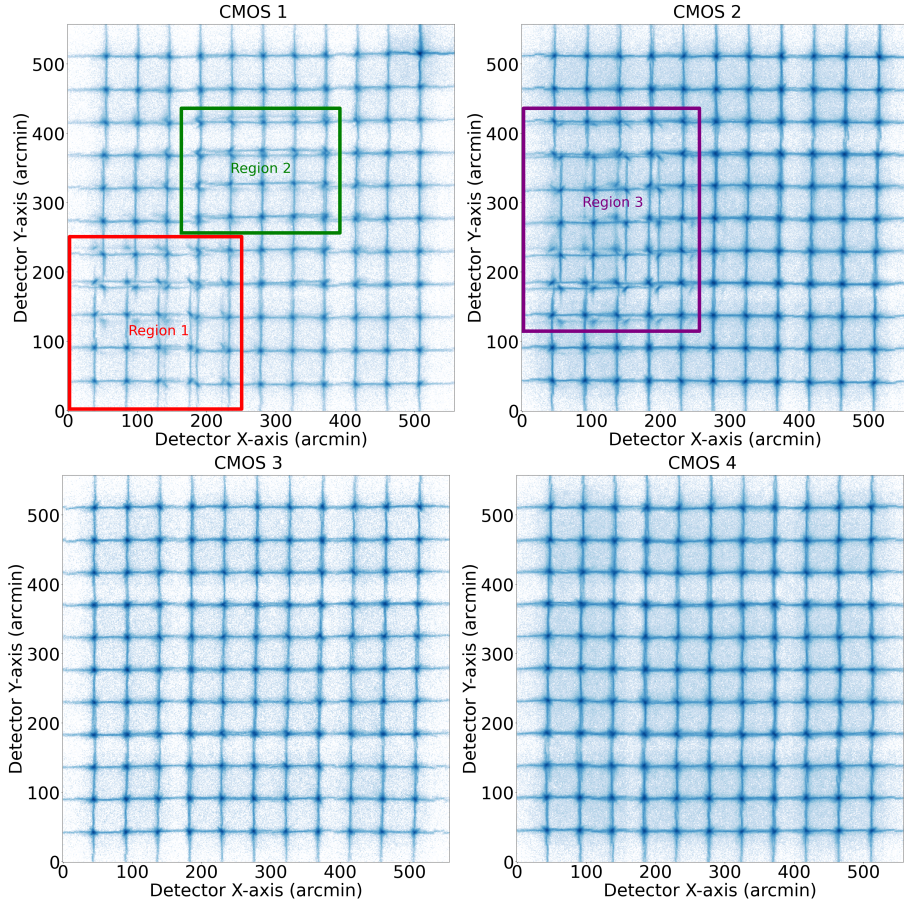 CMOS 1
CMOS 2
Detector Y-axis (arcmin)
500
400
300
200
100
0
Region 2
Region 1
0 100 200 300 400 500
Detector X-axis (arcmin)
Detector Y-axis (arcmin)
500
400
300
200
100
0
Region 3
0 100 200 300 400 500
Detector X-axis (arcmin)
CMOS 3
CMOS 4
Detector Y-axis (arcmin)
500
400
300
200
100
0
0 100 200 300 400 500
Detector X-axis (arcmin)
Detector Y-axis (arcmin)
500
400
300
200
100
0
0 100 200 300 400 500
Detector X-axis (arcmin)